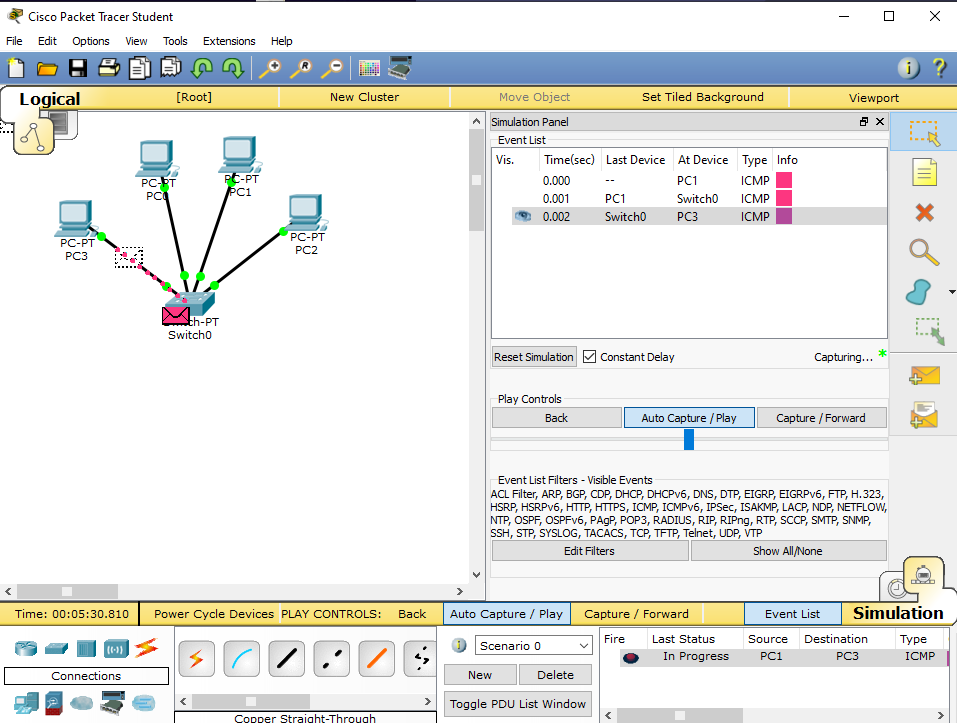 Cisco Packet Tracer Student
File Edit Options View Tools Extensions Help
Logical [Root] New Cluster Move Object Set Tiled Background Viewport
PC-PT
PC0
PC-PT
PC1
PC-PT
PC2
PC-PT
PC3
Switch-PT
Switch0
Simulation Panel
Event List
Vis. Time(sec) Last Device At Device Type Info
0.000 -- PC1 ICMP
0.001 PC1 Switch0 ICMP
0.002 Switch0 PC3 ICMP
Reset Simulation Constant Delay Capturing... *
Play Controls
Back Auto Capture / Play Capture / Forward
Event List Filters - Visible Events
ACL Filter, ARP, BGP, CDP, DHCP, DHCPv6, DNS, DTP, EIGRP, EIGRPv6, FTP, H.323,
HSRP, HSRPv6, HTTP, HTTPS, ICMP, ICMPv6, IPSec, ISAKMP, LACP, NDP, NETFLOW,
NTP, OSPF, OSPFv6, PAgP, POP3, RADIUS, RIP, RIPng, RTP, SCCP, SMTP, SNMP,
SSH, STP, SYSLOG, TACACS, TCP, TFTP, Telnet, UDP, VTP
Edit Filters Show All/None
Time: 00:05:30.810 Power Cycle Devices PLAY CONTROLS: Back Auto Capture / Play Capture / Forward Event List Simulation
Connections
Copper Straight-Through
Scenario 0
New Delete
Toggle PDU List Window
Fire Last Status Source Destination Type
In Progress PC1 PC3 ICMP